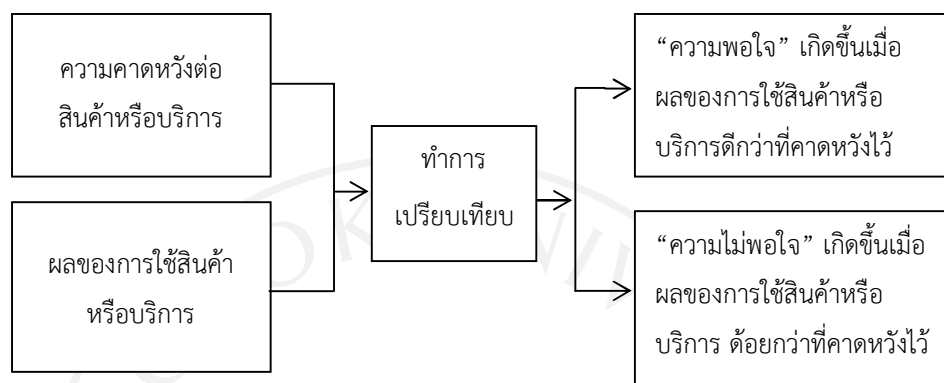 ความคาดหวังต่อ
สินค้าหรือบริการ
ผลของการใช้สินค้า
หรือบริการ
ทำการ
เปรียบเทียบ
“ความพอใจ” เกิดขึ้นเมื่อ
ผลของการใช้สินค้าหรือ
บริการดีกว่าที่คาดหวังไว้
“ความไม่พอใจ” เกิดขึ้นเมื่อ
ผลของการใช้สินค้าหรือ
บริการ ด้อยกว่าที่คาดหวังไว้